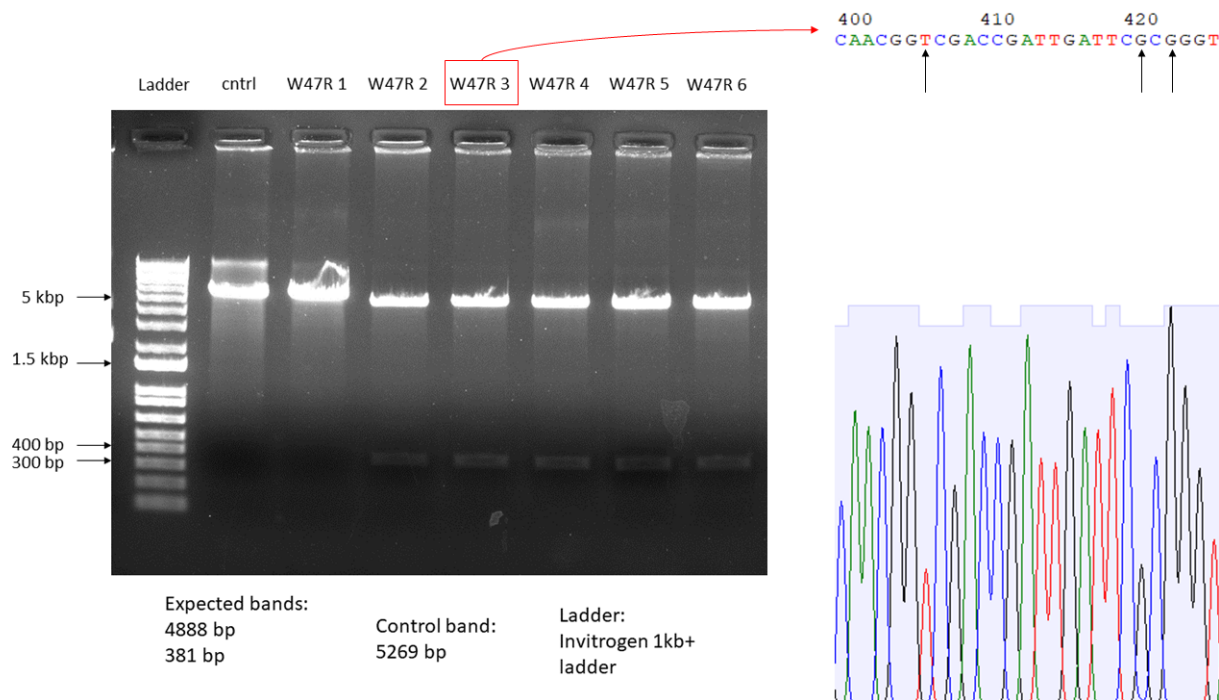 400 410 420
CAACGGTCGACCGATTGATTCGCGGGT
Ladder cntrl W47R 1 W47R 2 W47R 3 W47R 4 W47R 5 W47R 6
5 kbp
1.5 kbp
400 bp
300 bp
Expected bands:
4888 bp
381 bp
Control band:
5269 bp
Ladder:
Invitrogen 1kb+
ladder